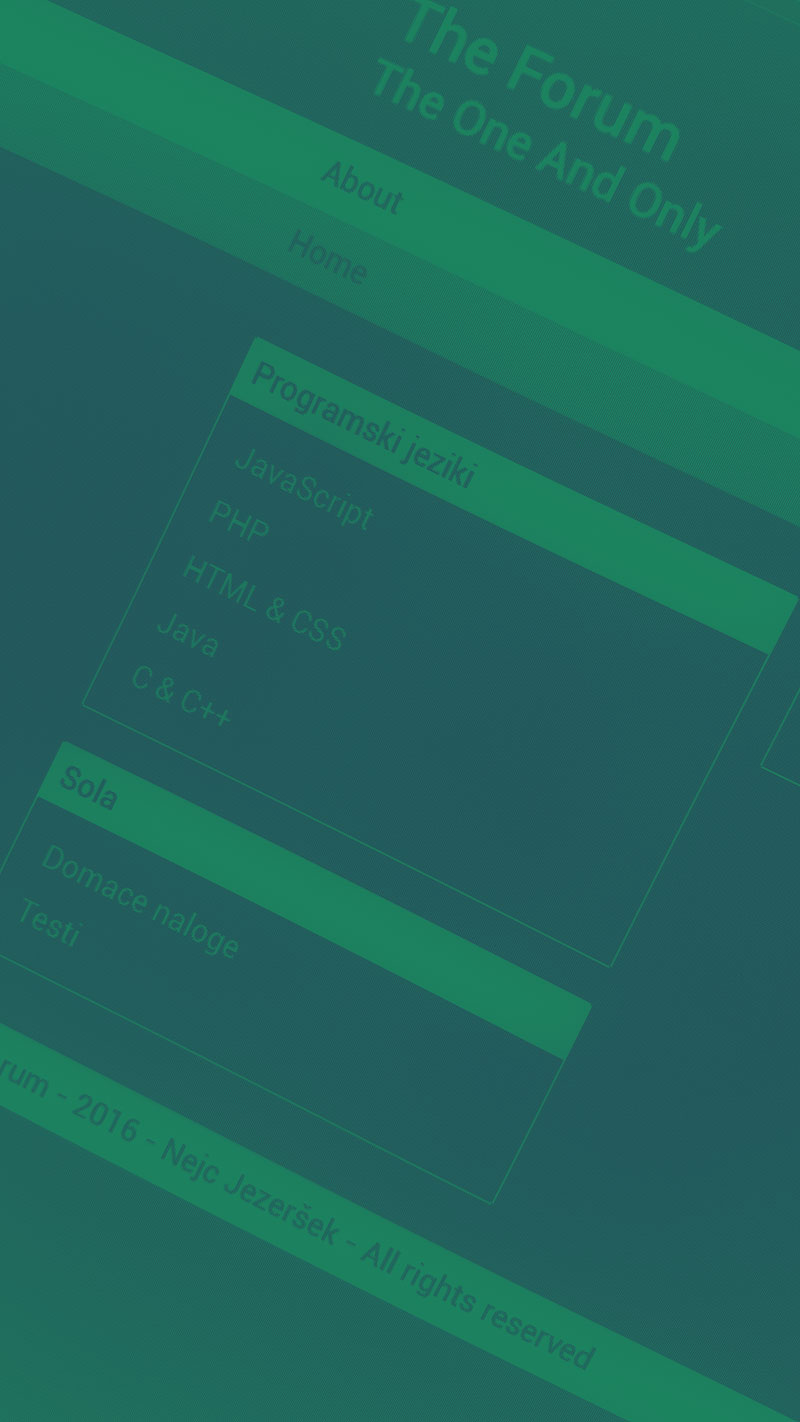 The Forum
The One And Only
About
Home
Programski jeziki
JavaScript
PHP
HTML & CSS
Java
C & C++
Sola
Domace naloge
Testi
- 2016 - Nejc Jezeršek - All rights reserved